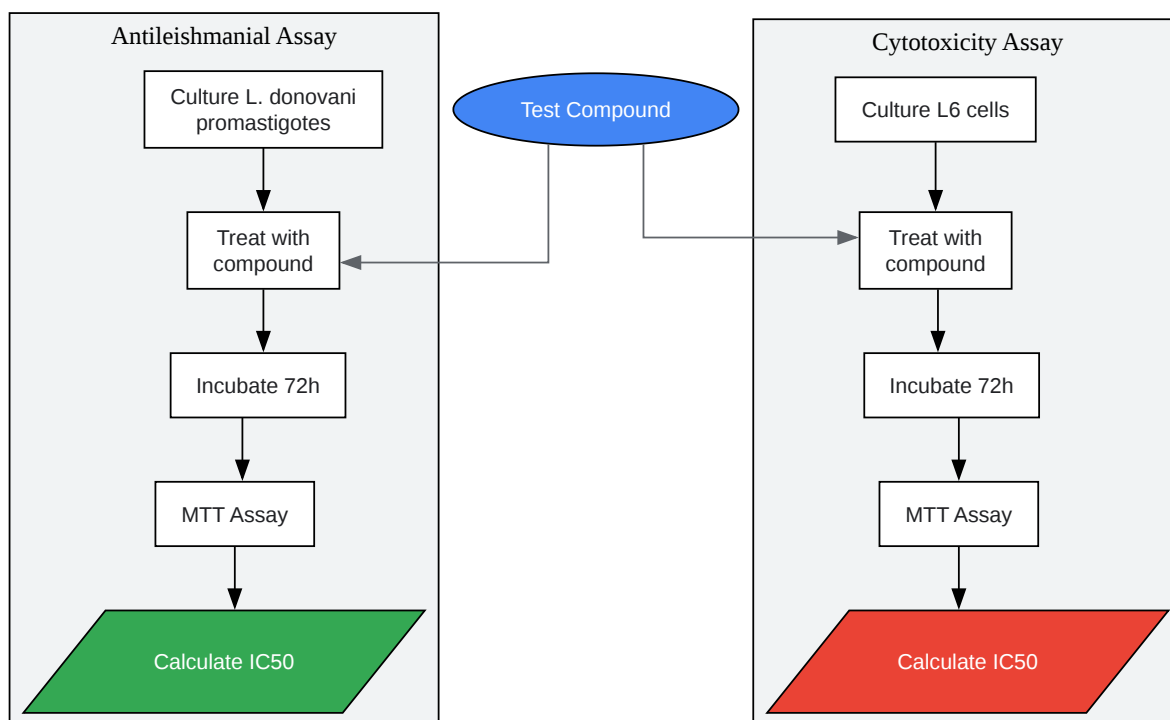 Antileishmanial Assay
Culture L. donovani
promastigotes
Treat with
compound
Incubate 72h
MTT Assay
Calculate IC50
Test Compound
Cytotoxicity Assay
Culture L6 cells
Treat with
compound
Incubate 72h
MTT Assay
Calculate IC50